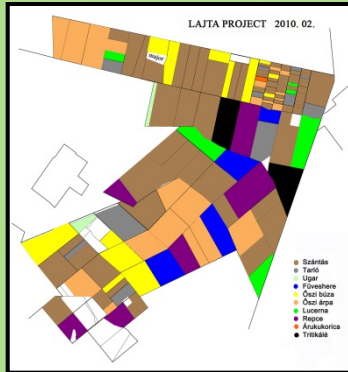 LAJTA PROJECT 2010. 02.
major
Szántás
Tarló
Ugar
Füveshere
Őszi búza
Őszi árpa
Lucerna
Repce
Árukukorica
Tritikálé